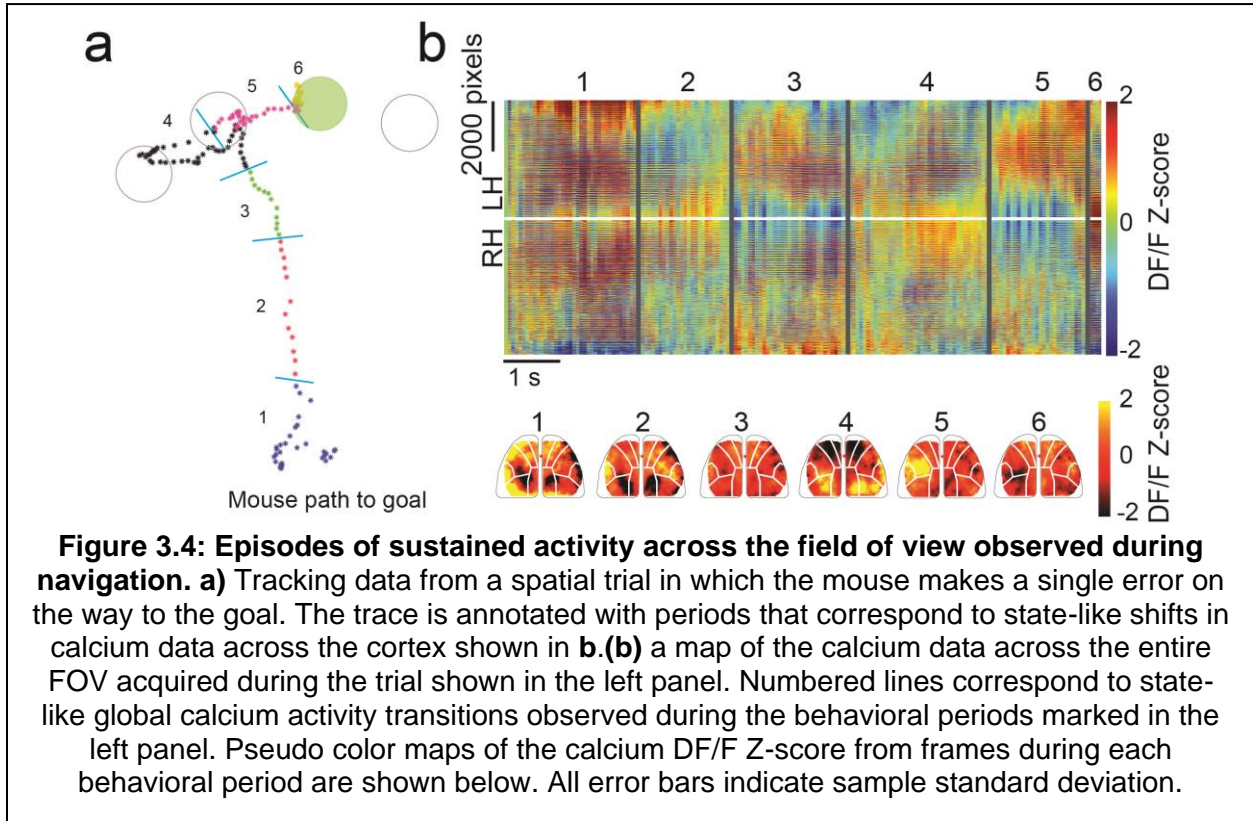 a
b
1 2 3 4 5 6
2000 pixels
LH
RH
1 s
2
0
-2
DF/F Z-score
6
5
4
3
2
1
Mouse path to goal
1 2 3 4 5 6
2
0
-2
DF/F Z-score
Figure 3.4: Episodes of sustained activity across the field of view observed during
navigation. a) Tracking data from a spatial trial in which the mouse makes a single error on
the way to the goal. The trace is annotated with periods that correspond to state-like shifts in
calcium data across the cortex shown in b.(b) a map of the calcium data across the entire
FOV acquired during the trial shown in the left panel. Numbered lines correspond to state-
like global calcium activity transitions observed during the behavioral periods marked in the
left panel. Pseudo color maps of the calcium DF/F Z-score from frames during each
behavioral period are shown below. All error bars indicate sample standard deviation.